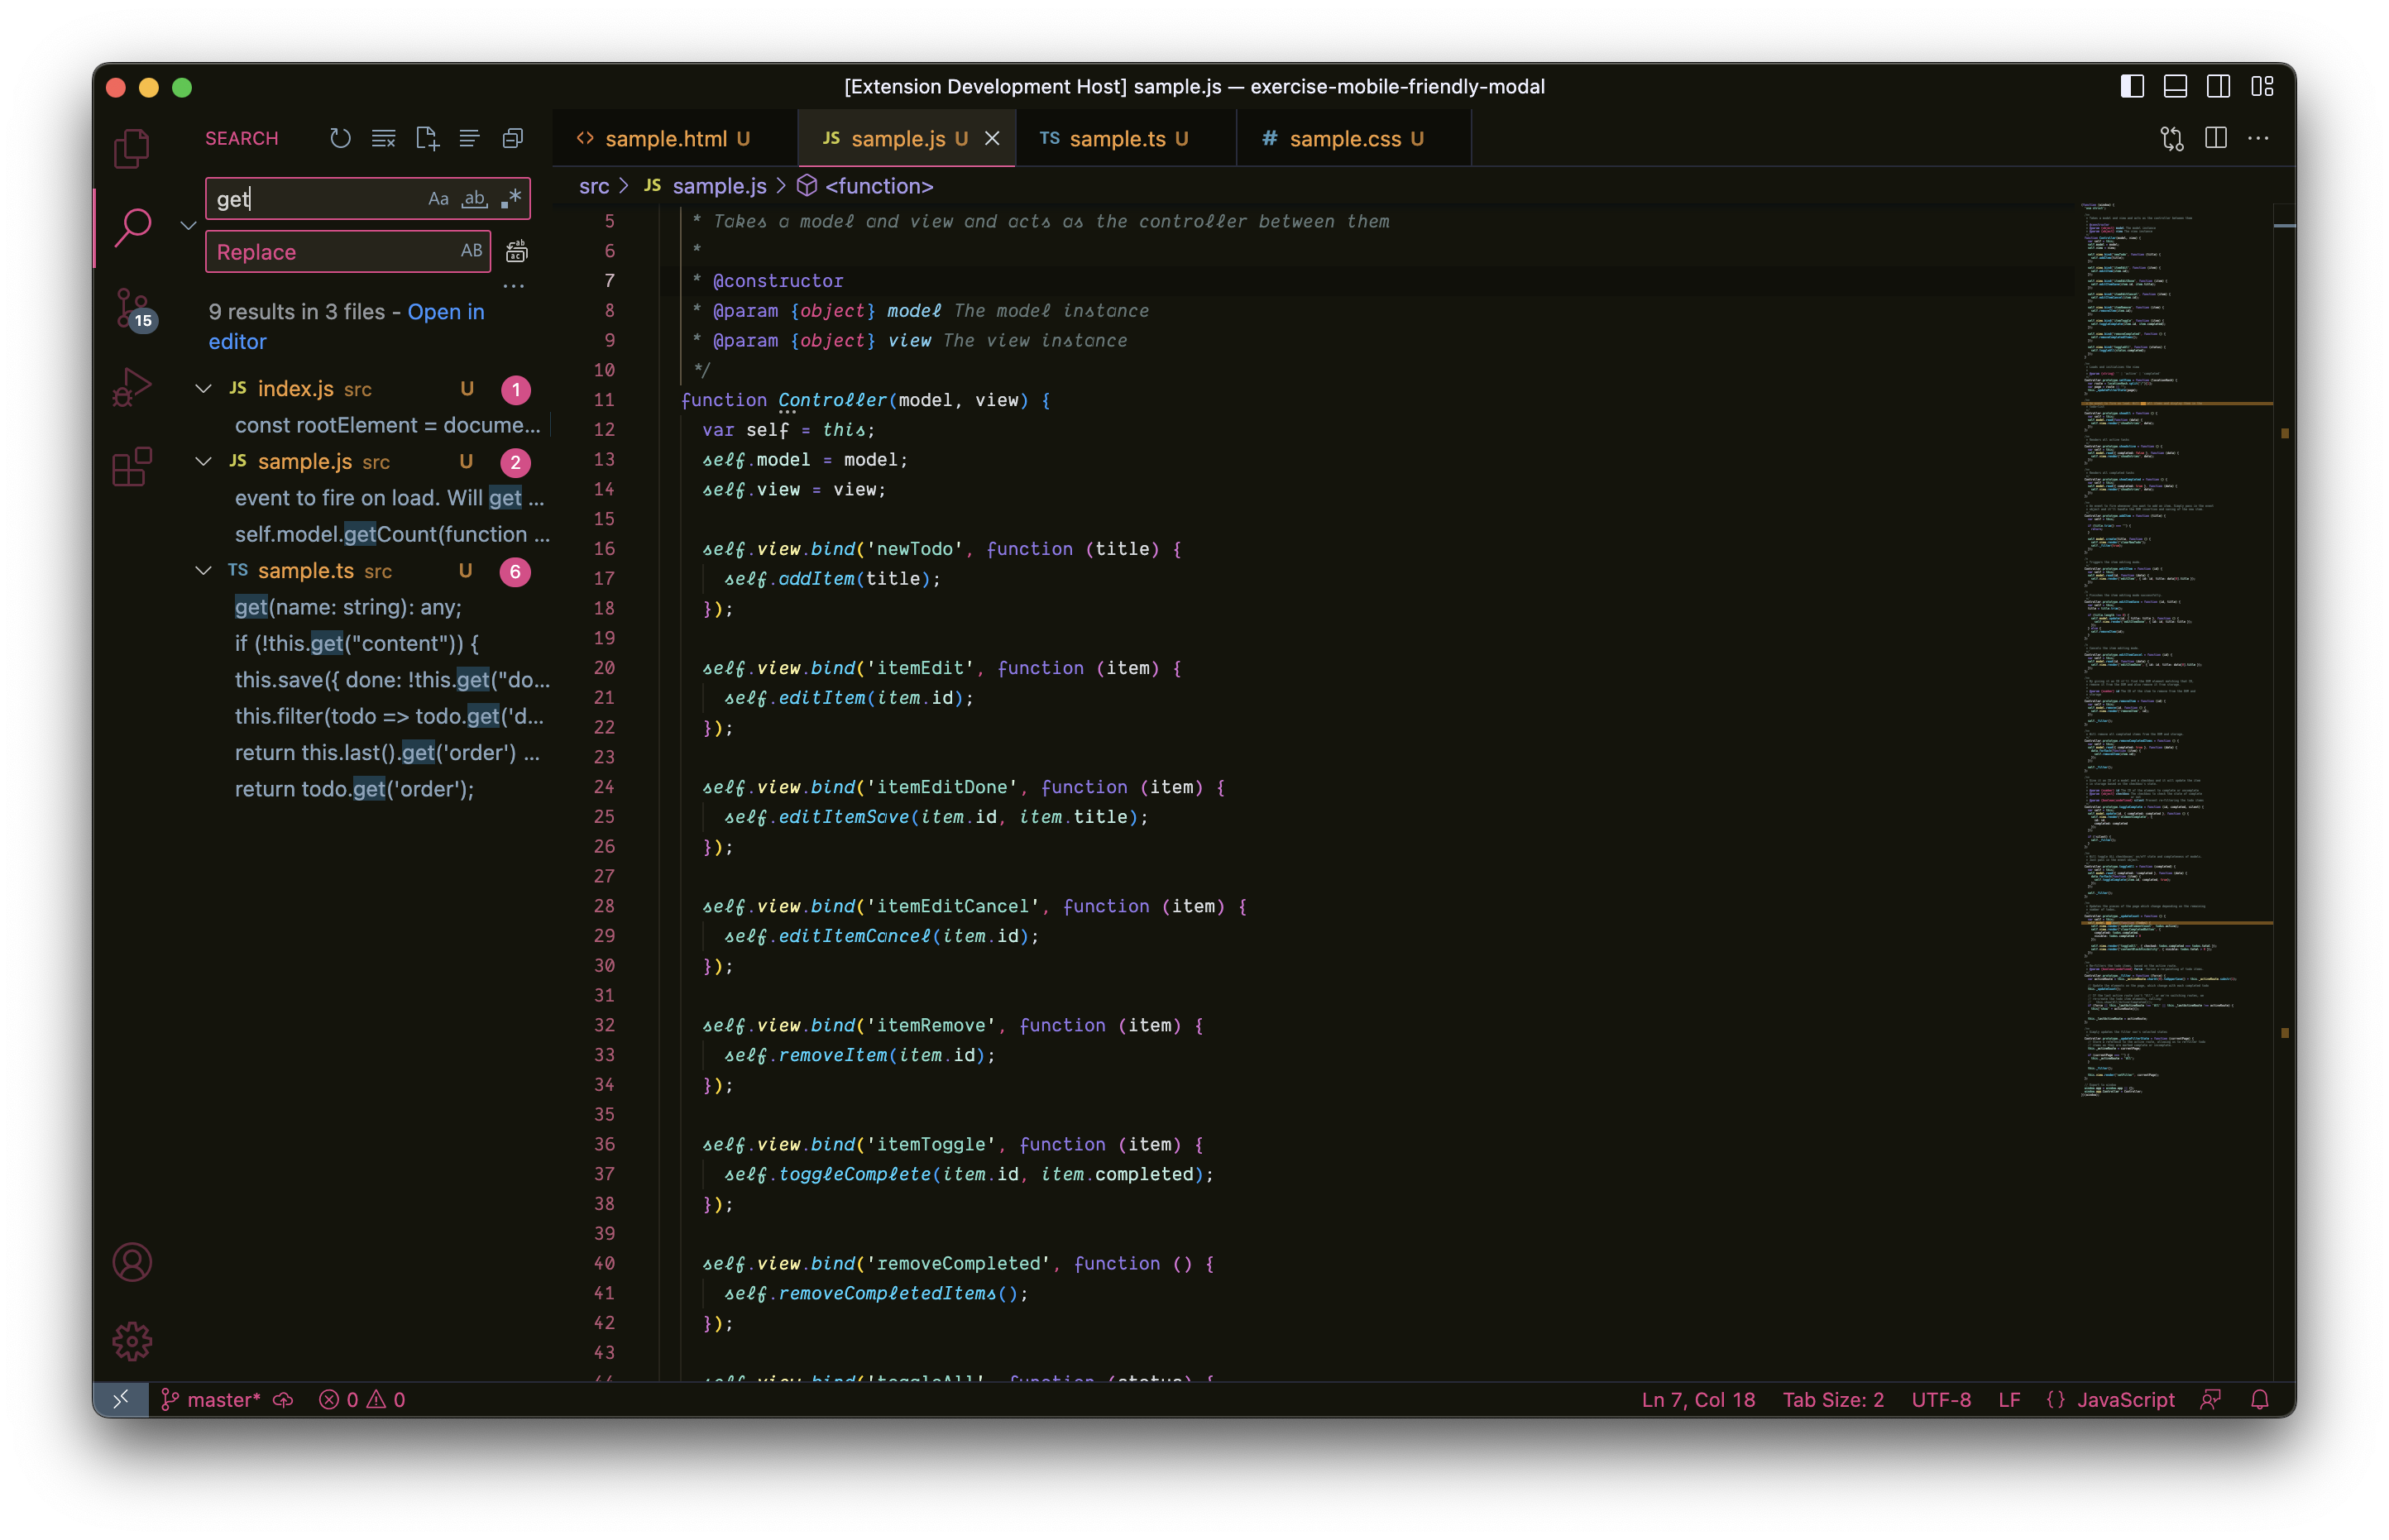 [Extension Development Host] sample.js — exercise-mobile-friendly-modal
SEARCH
get
Aa
ab
.*
Replace
AB
9 results in 3 files - Open in
editor
JS index.js src U 1
const rootElement = docume...
JS sample.js src U 2
event to fire on load. Will get ...
self.model.getCount(function ...
TS sample.ts src U 6
get(name: string): any;
if (!this.get("content")) {
this.save({ done: !this.get("do...
this.filter(todo => todo.get('d...
return this.last().get('order') ...
return todo.get('order');
15
<> sample.html U
JS sample.js U
TS sample.ts U
# sample.css U
src > JS sample.js > <function>
5 * Takes a model and view and acts as the controller between them
6 *
7 * @constructor
8 * @param {object} model The model instance
9 * @param {object} view The view instance
10 */
11 function Controller(model, view) {
12 var self = this;
13 self.model = model;
14 self.view = view;
15
16 self.view.bind('newTodo', function (title) {
17 self.addItem(title);
18 });
19
20 self.view.bind('itemEdit', function (item) {
21 self.editItem(item.id);
22 });
23
24 self.view.bind('itemEditDone', function (item) {
25 self.editItemSave(item.id, item.title);
26 });
27
28 self.view.bind('itemEditCancel', function (item) {
29 self.editItemCancel(item.id);
30 });
31
32 self.view.bind('itemRemove', function (item) {
33 self.removeItem(item.id);
34 });
35
36 self.view.bind('itemToggle', function (item) {
37 self.toggleComplete(item.id, item.completed);
38 });
39
40 self.view.bind('removeCompleted', function () {
41 self.removeCompletedItems();
42 });
43
44 self.view.bind('toggleAll', function (status) {
master* 0 0
Ln 7, Col 18 Tab Size: 2 UTF-8 LF {} JavaScript